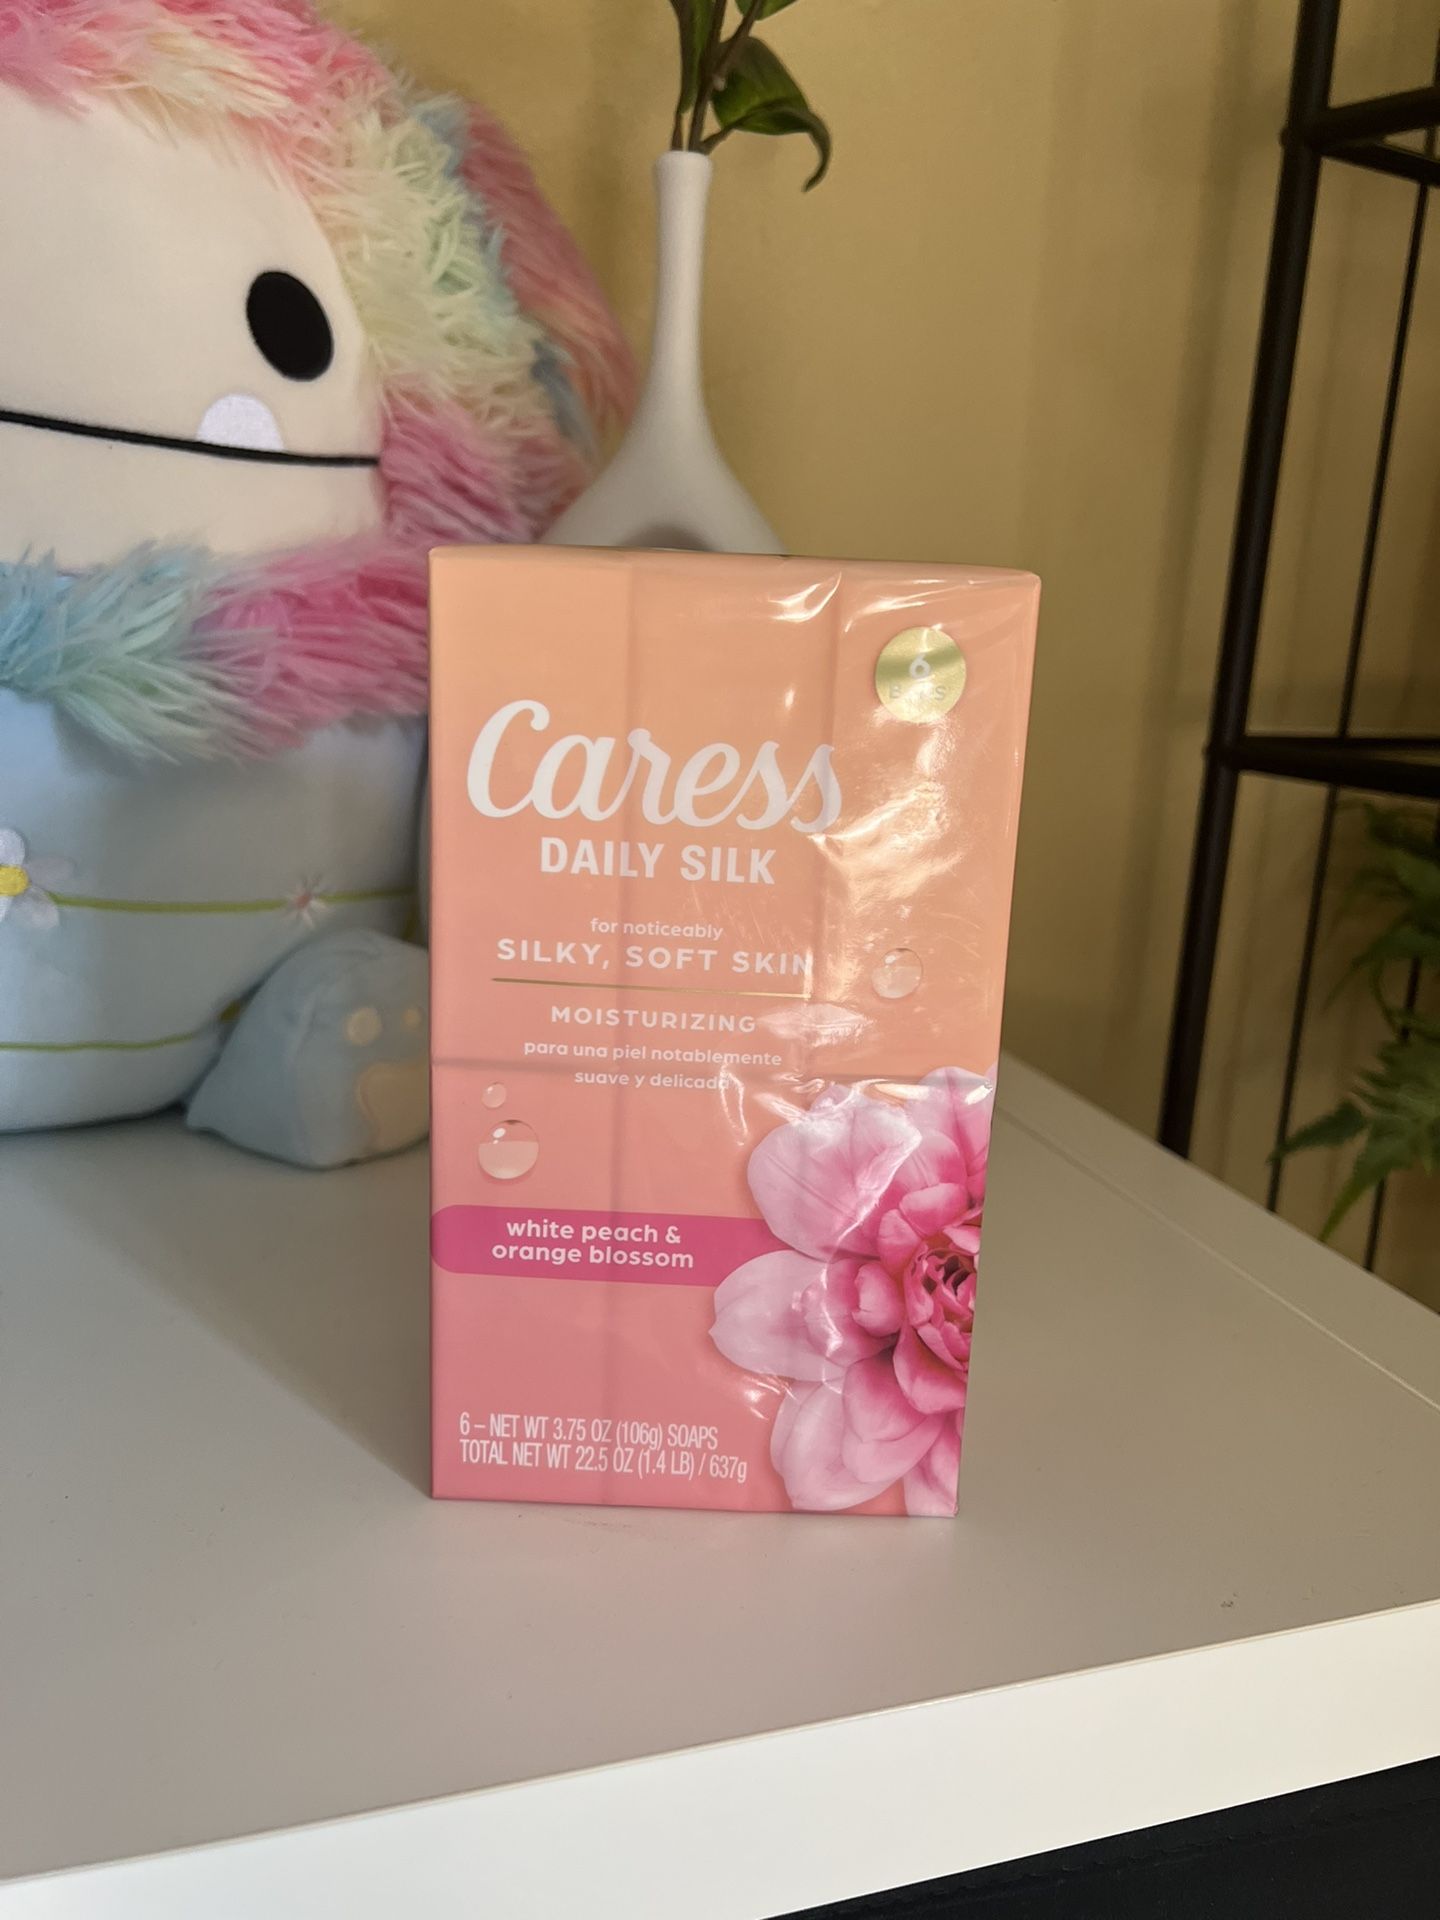 6
BARS
Caress
DAILY SILK
for noticeably
SILKY, SOFT SKIN
MOISTURIZING
para una piel notablemente
suave y delicada
white peach &
orange blossom
6 – NET WT 3.75 OZ (106g) SOAPS
TOTAL NET WT 22.5 OZ (1.4 LB) / 637g